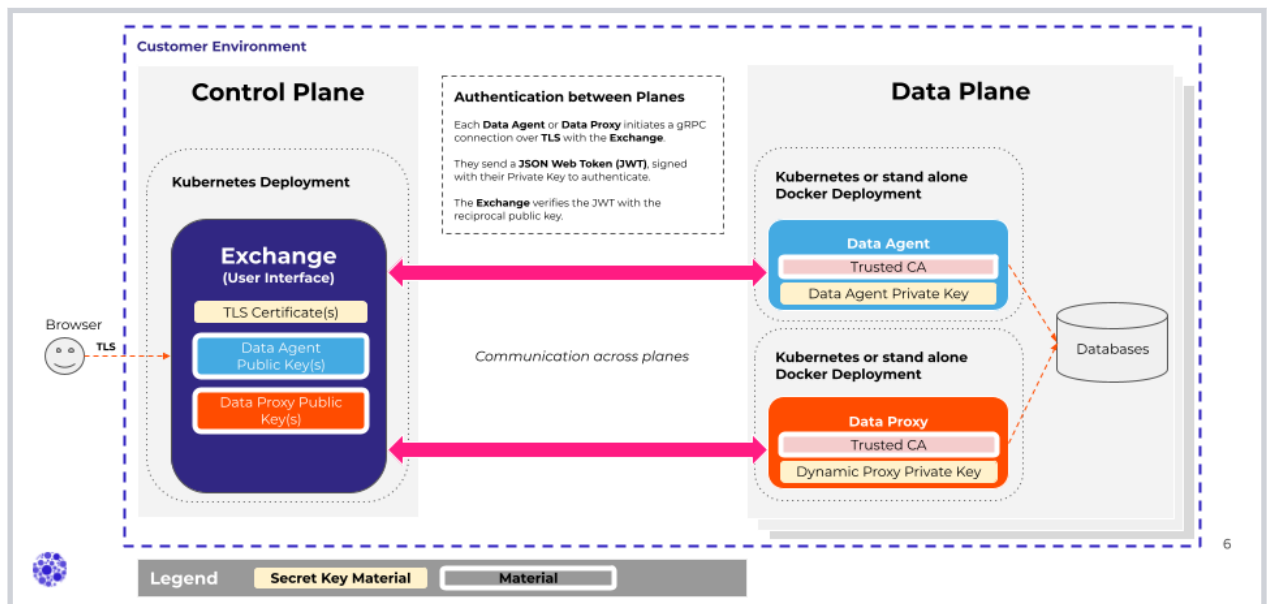 Customer Environment
Control Plane
Kubernetes Deployment
Exchange
(User Interface)
TLS Certificate(s)
Data Agent
Public Key(s)
Data Proxy Public
Key(s)
Browser
TLS
Authentication between Planes
Each Data Agent or Data Proxy initiates a gRPC
connection over TLS with the Exchange.
They send a JSON Web Token (JWT), signed
with their Private Key to authenticate.
The Exchange verifies the JWT with the
reciprocal public key.
Communication across planes
Data Plane
Kubernetes or stand alone
Docker Deployment
Data Agent
Trusted CA
Data Agent Private Key
Kubernetes or stand alone
Docker Deployment
Data Proxy
Trusted CA
Dynamic Proxy Private Key
Databases
6
Legend
Secret Key Material
Material